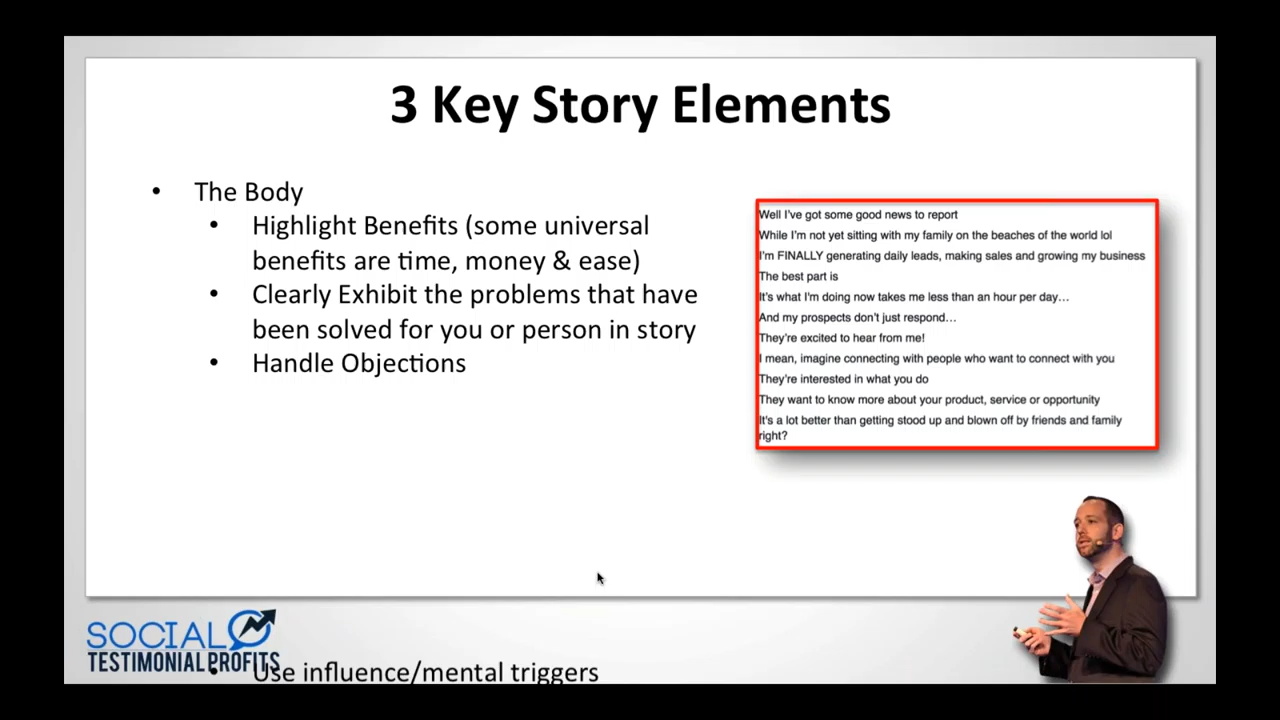 3 Key Story Elements
• The Body
• Highlight Benefits (some universal
benefits are time, money & ease)
• Clearly Exhibit the problems that have
been solved for you or person in story
• Handle Objections
Well I've got some good news to report
While I'm not yet sitting with my family on the beaches of the world lol
I'm FINALLY generating daily leads, making sales and growing my business
The best part is
It's what I'm doing now takes me less than an hour per day…
And my prospects don't just respond…
They're excited to hear from me!
I mean, imagine connecting with people who want to connect with you
They're interested in what you do
They want to know more about your product, service or opportunity
It's a lot better than getting stood up and blown off by friends and family
right?
SOCIAL
TESTIMONIAL PROFITS
• Use influence/mental triggers